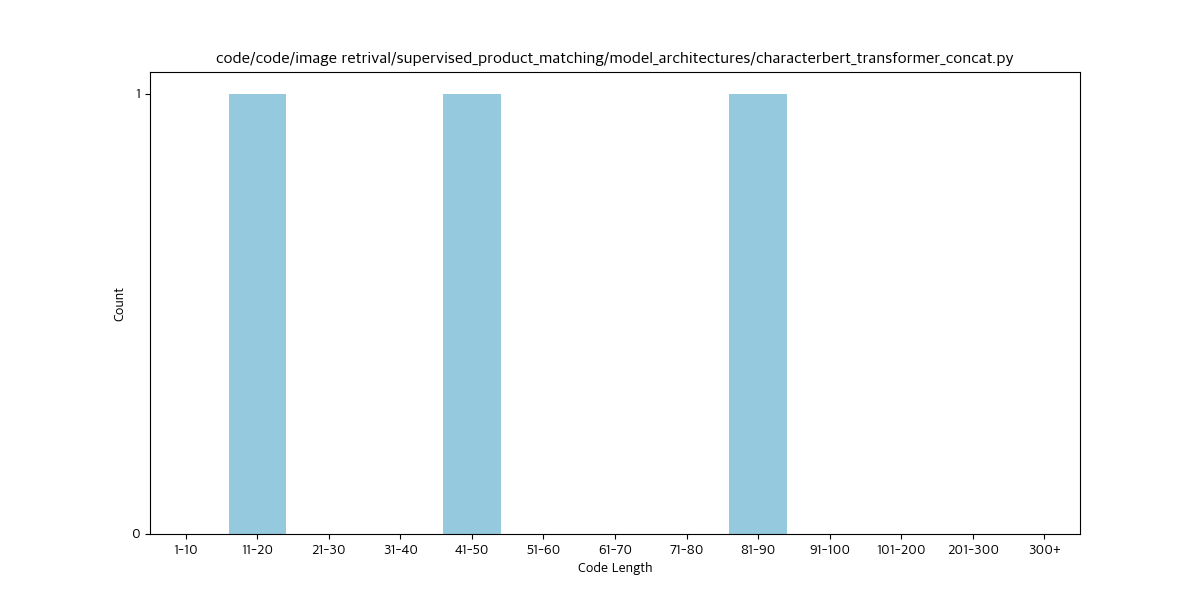 code/code/image retrival/supervised_product_matching/model_architectures/characterbert_transformer_concat.py
1
Count
0
1-10 11-20 21-30 31-40 41-50 51-60 61-70 71-80 81-90 91-100 101-200 201-300 300+
Code Length